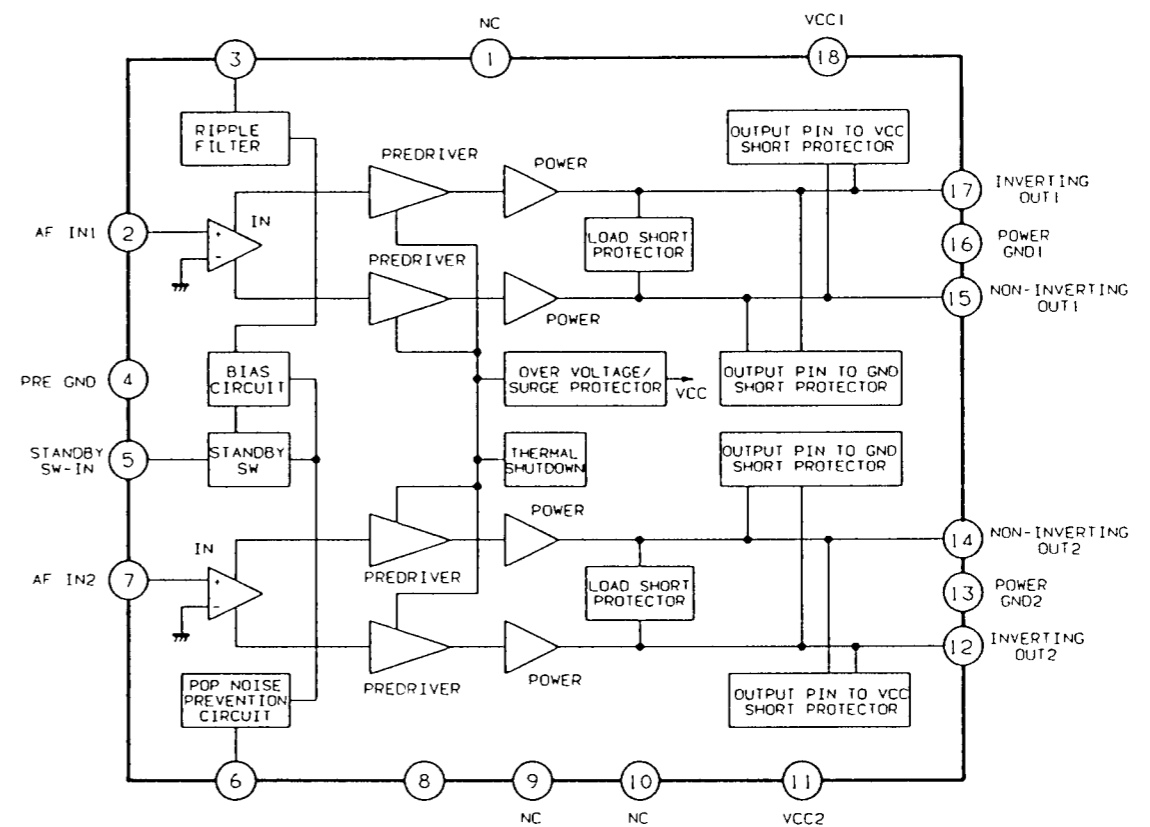 NC
VCC1
3
1
18
RIPPLE
FILTER
OUTPUT PIN TO VCC
SHORT PROTECTOR
PREDRIVER
POWER
17
INVERTING
OUT1
AF IN1
2
IN
+
-
LOAD SHORT
PROTECTOR
16
POWER
GND1
PREDRIVER
POWER
15
NON-INVERTING
OUT1
PRE GND
4
BIAS
CIRCUIT
OVER VOLTAGE/
SURGE PROTECTOR
VCC
OUTPUT PIN TO GND
SHORT PROTECTOR
STANDBY
SW-IN
5
STANDBY
SW
THERMAL
SHUTDOWN
OUTPUT PIN TO GND
SHORT PROTECTOR
POWER
14
NON-INVERTING
OUT2
AF IN2
7
IN
+
-
PREDRIVER
LOAD SHORT
PROTECTOR
13
POWER
GND2
12
INVERTING
OUT2
PREDRIVER
POWER
POP NOISE
PREVENTION
CIRCUIT
OUTPUT PIN TO VCC
SHORT PROTECTOR
6
8
9
10
11
NC
NC
VCC2